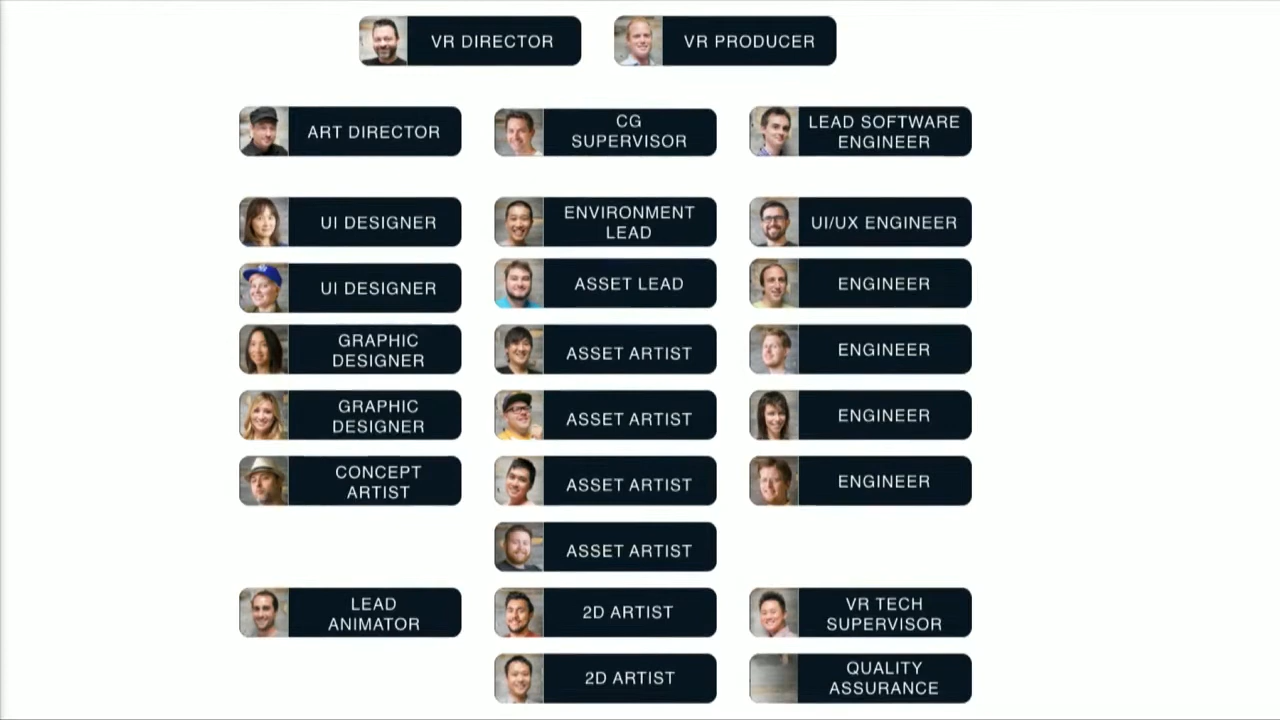 VR DIRECTOR
VR PRODUCER
ART DIRECTOR
CG
SUPERVISOR
LEAD SOFTWARE
ENGINEER
UI DESIGNER
ENVIRONMENT
LEAD
UI/UX ENGINEER
UI DESIGNER
ASSET LEAD
ENGINEER
GRAPHIC
DESIGNER
ASSET ARTIST
ENGINEER
GRAPHIC
DESIGNER
ASSET ARTIST
ENGINEER
CONCEPT
ARTIST
ASSET ARTIST
ENGINEER
ASSET ARTIST
LEAD
ANIMATOR
2D ARTIST
VR TECH
SUPERVISOR
2D ARTIST
QUALITY
ASSURANCE